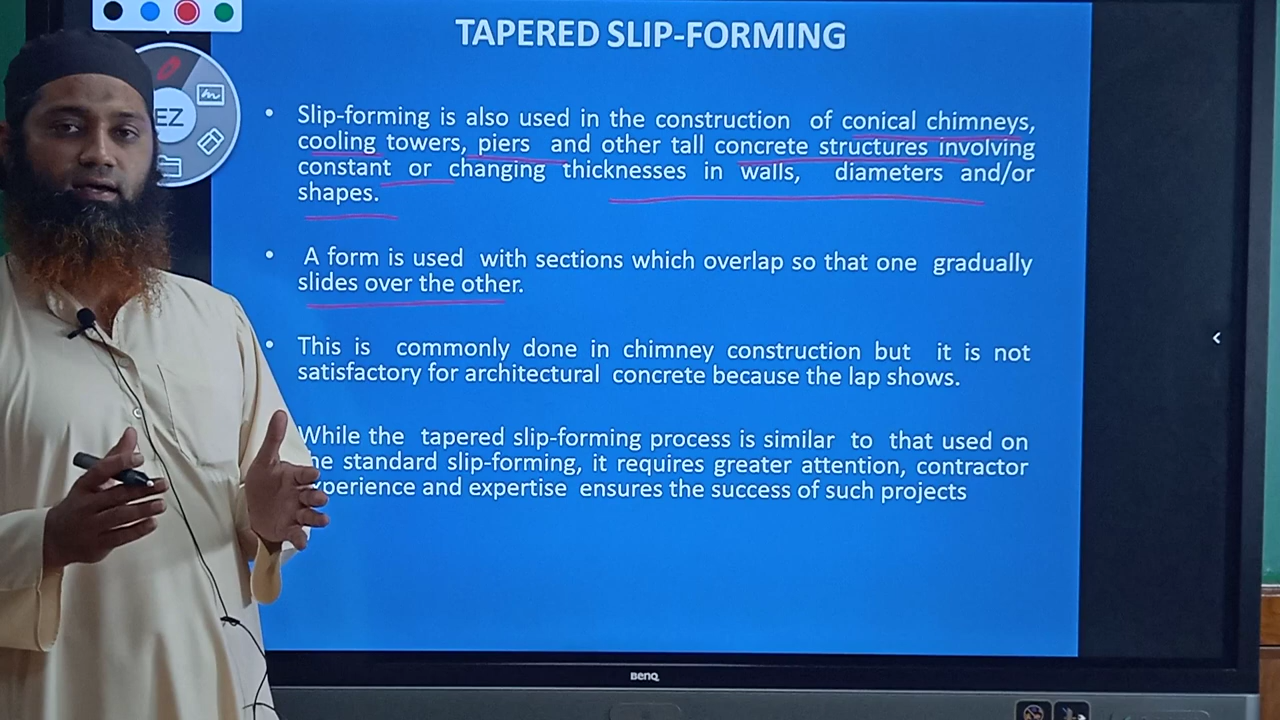 TAPERED SLIP-FORMING
EZ
• Slip-forming is also used in the construction of conical chimneys,
cooling towers, piers and other tall concrete structures involving
constant or changing thicknesses in walls, diameters and/or
shapes.
• A form is used with sections which overlap so that one gradually
slides over the other.
• This is commonly done in chimney construction but it is not
satisfactory for architectural concrete because the lap shows.
While the tapered slip-forming process is similar to that used on
he standard slip-forming, it requires greater attention, contractor
xperience and expertise ensures the success of such projects
BenQ